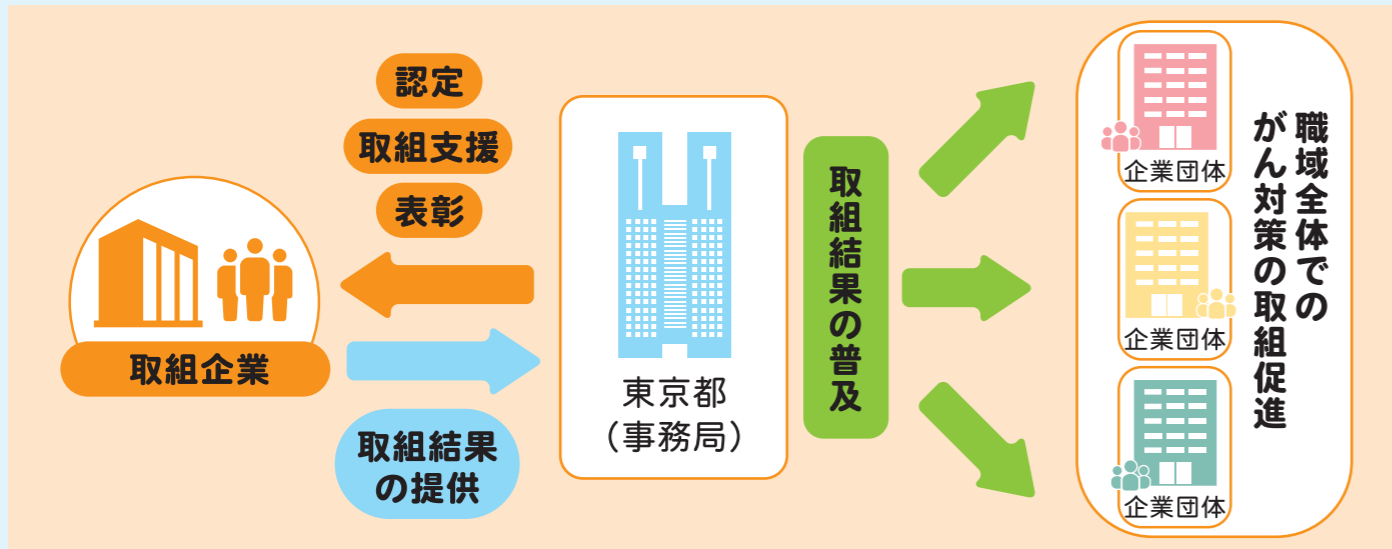 認定
取組支援
表彰
取組企業
取組結果
の提供
東京都
（事務局）
取組結果の普及
企業団体
企業団体
企業団体
職域全体での
がん対策の取組促進